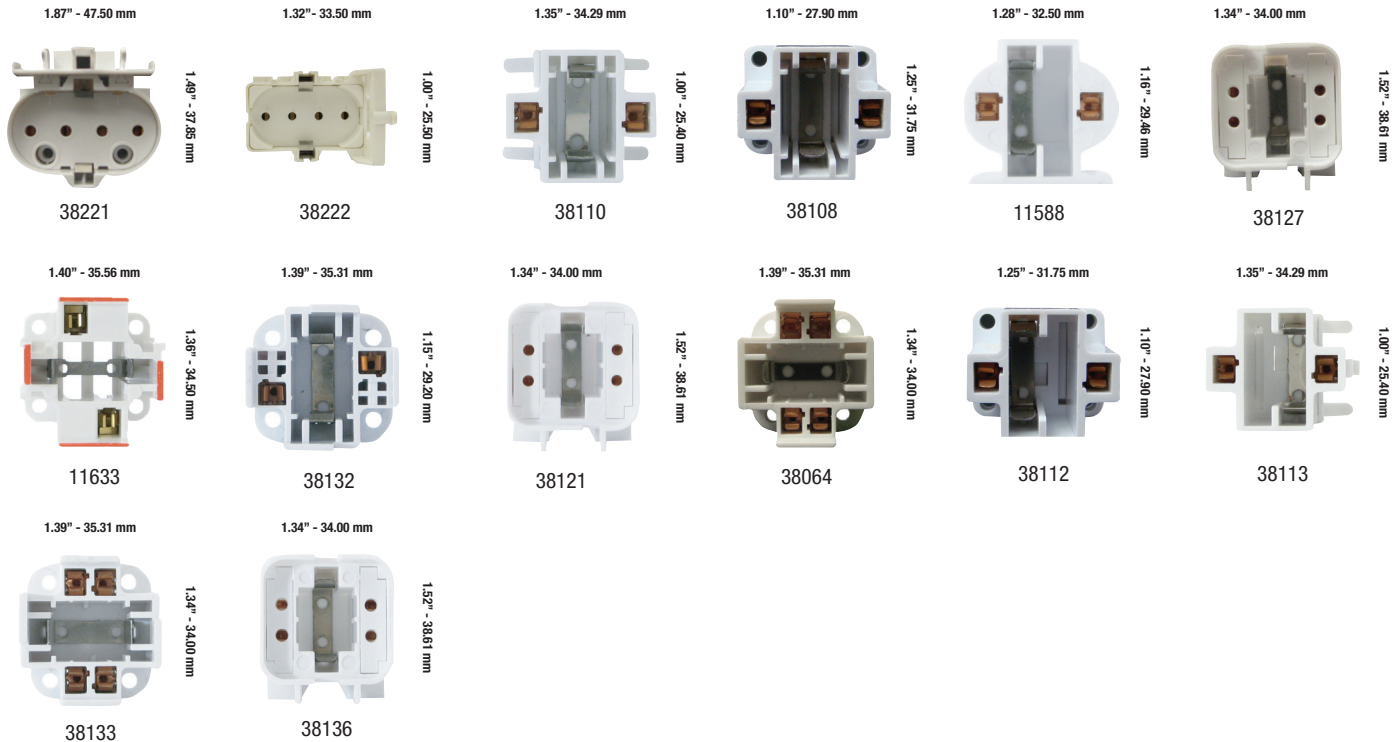 1.87” - 47.50 mm
1.49” - 37.85 mm
38221
1.32” - 33.50 mm
1.00” - 25.50 mm
38222
1.35” - 34.29 mm
1.00” - 25.40 mm
38110
1.10” - 27.90 mm
1.25” - 31.75 mm
38108
1.28” - 32.50 mm
1.16” - 29.46 mm
11588
1.34” - 34.00 mm
1.52” - 38.61 mm
38127
1.40” - 35.56 mm
1.36” - 34.50 mm
11633
1.39” - 35.31 mm
1.15” - 29.20 mm
38132
1.34” - 34.00 mm
1.52” - 38.61 mm
38121
1.39” - 35.31 mm
1.34” - 34.00 mm
38064
1.25” - 31.75 mm
1.10” - 27.90 mm
38112
1.35” - 34.29 mm
1.00” - 25.40 mm
38113
1.39” - 35.31 mm
1.34” - 34.00 mm
38133
1.34” - 34.00 mm
1.52” - 38.61 mm
38136